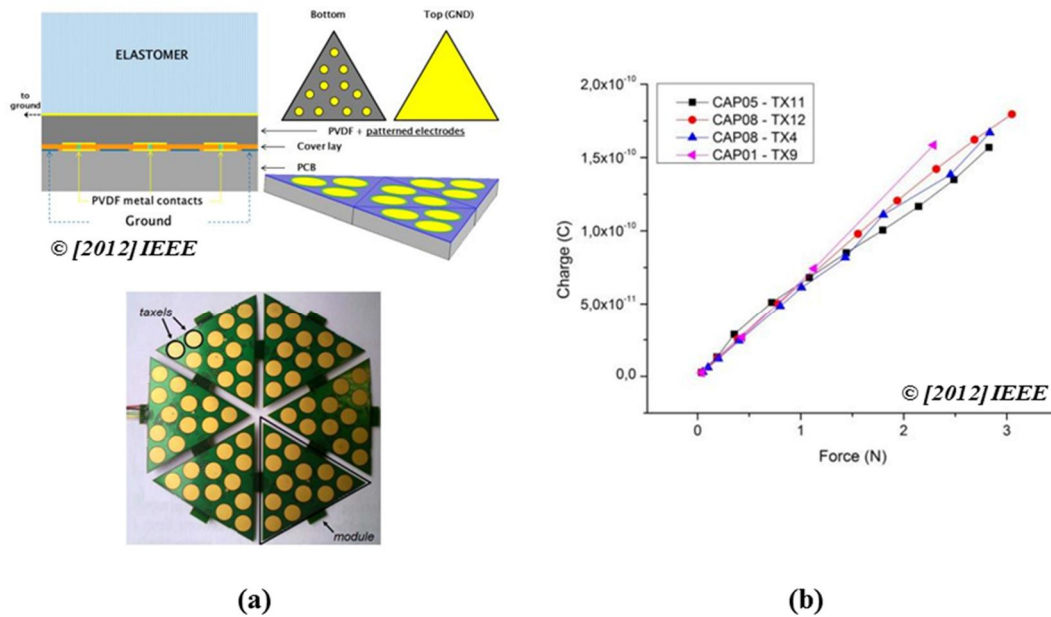 Bottom
Top (GND)
ELASTOMER
to
ground
PVDF + patterned electrodes
Cover lay
PCB
PVDF metal contacts
Ground
© [2012] IEEE
taxels
module
(a)
2,0x10-10
1,5x10-10
1,0x10-10
5,0x10-11
0,0
Charge (C)
CAP05 - TX11
CAP08 - TX12
CAP08 - TX4
CAP01 - TX9
© [2012] IEEE
0 1 2 3
Force (N)
(b)